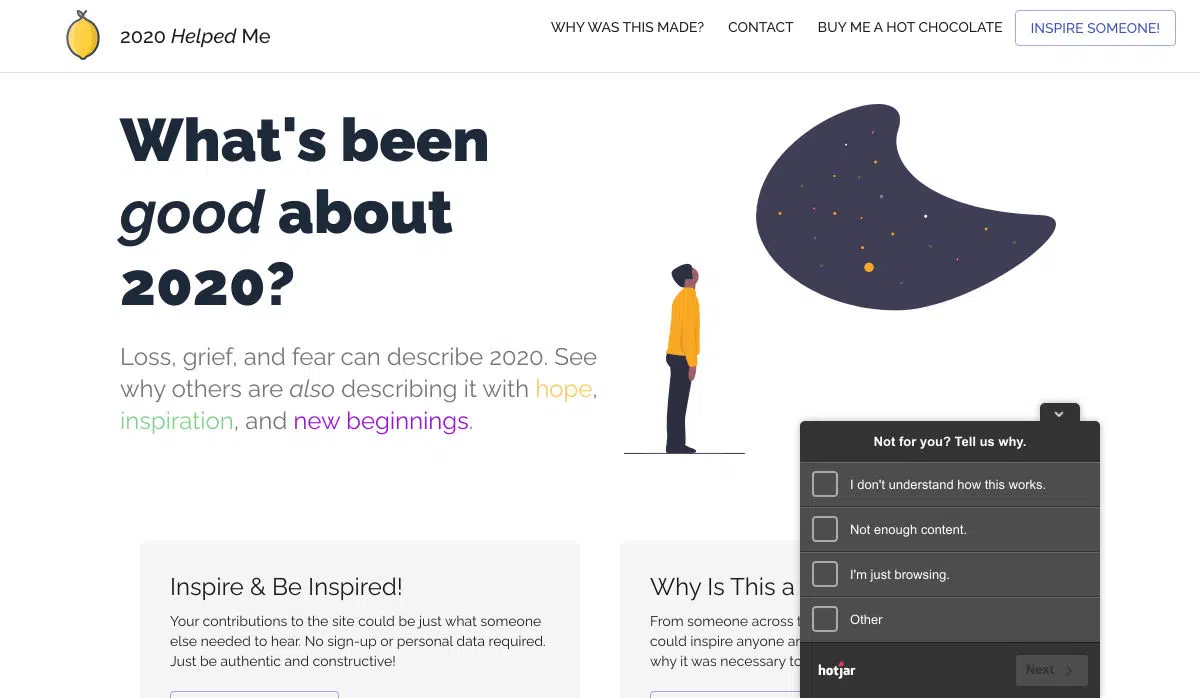 2020 Helped Me
WHY WAS THIS MADE?
CONTACT
BUY ME A HOT CHOCOLATE
INSPIRE SOMEONE!
What's been
good about
2020?
Loss, grief, and fear can describe 2020. See
why others are also describing it with hope,
inspiration, and new beginnings.
Inspire & Be Inspired!
Your contributions to the site could be just what someone
else needed to hear. No sign-up or personal data required.
Just be authentic and constructive!
Why Is This a
From someone across
could inspire anyone
why it was necessary to
Not for you? Tell us why.
I don't understand how this works.
Not enough content.
I'm just browsing.
Other
hotjar
Next